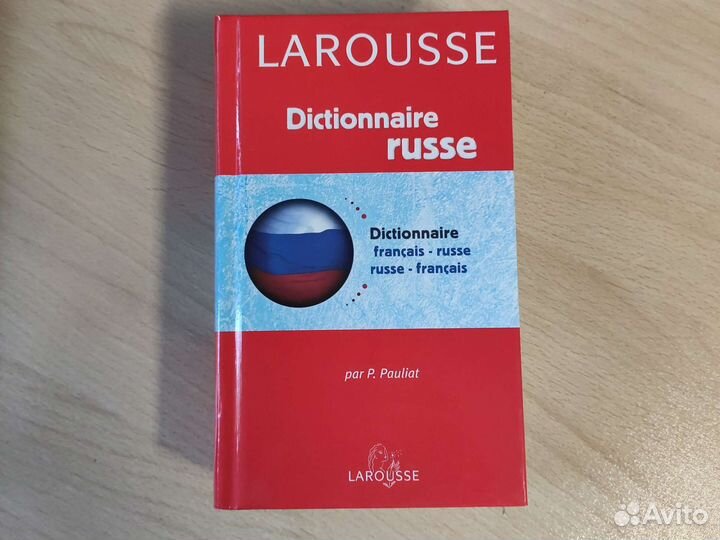 LAROUSSE
Dictionnaire
russe
Dictionnaire
français - russe
russe - français
par P. Pauliat
LAROUSSE
Avito